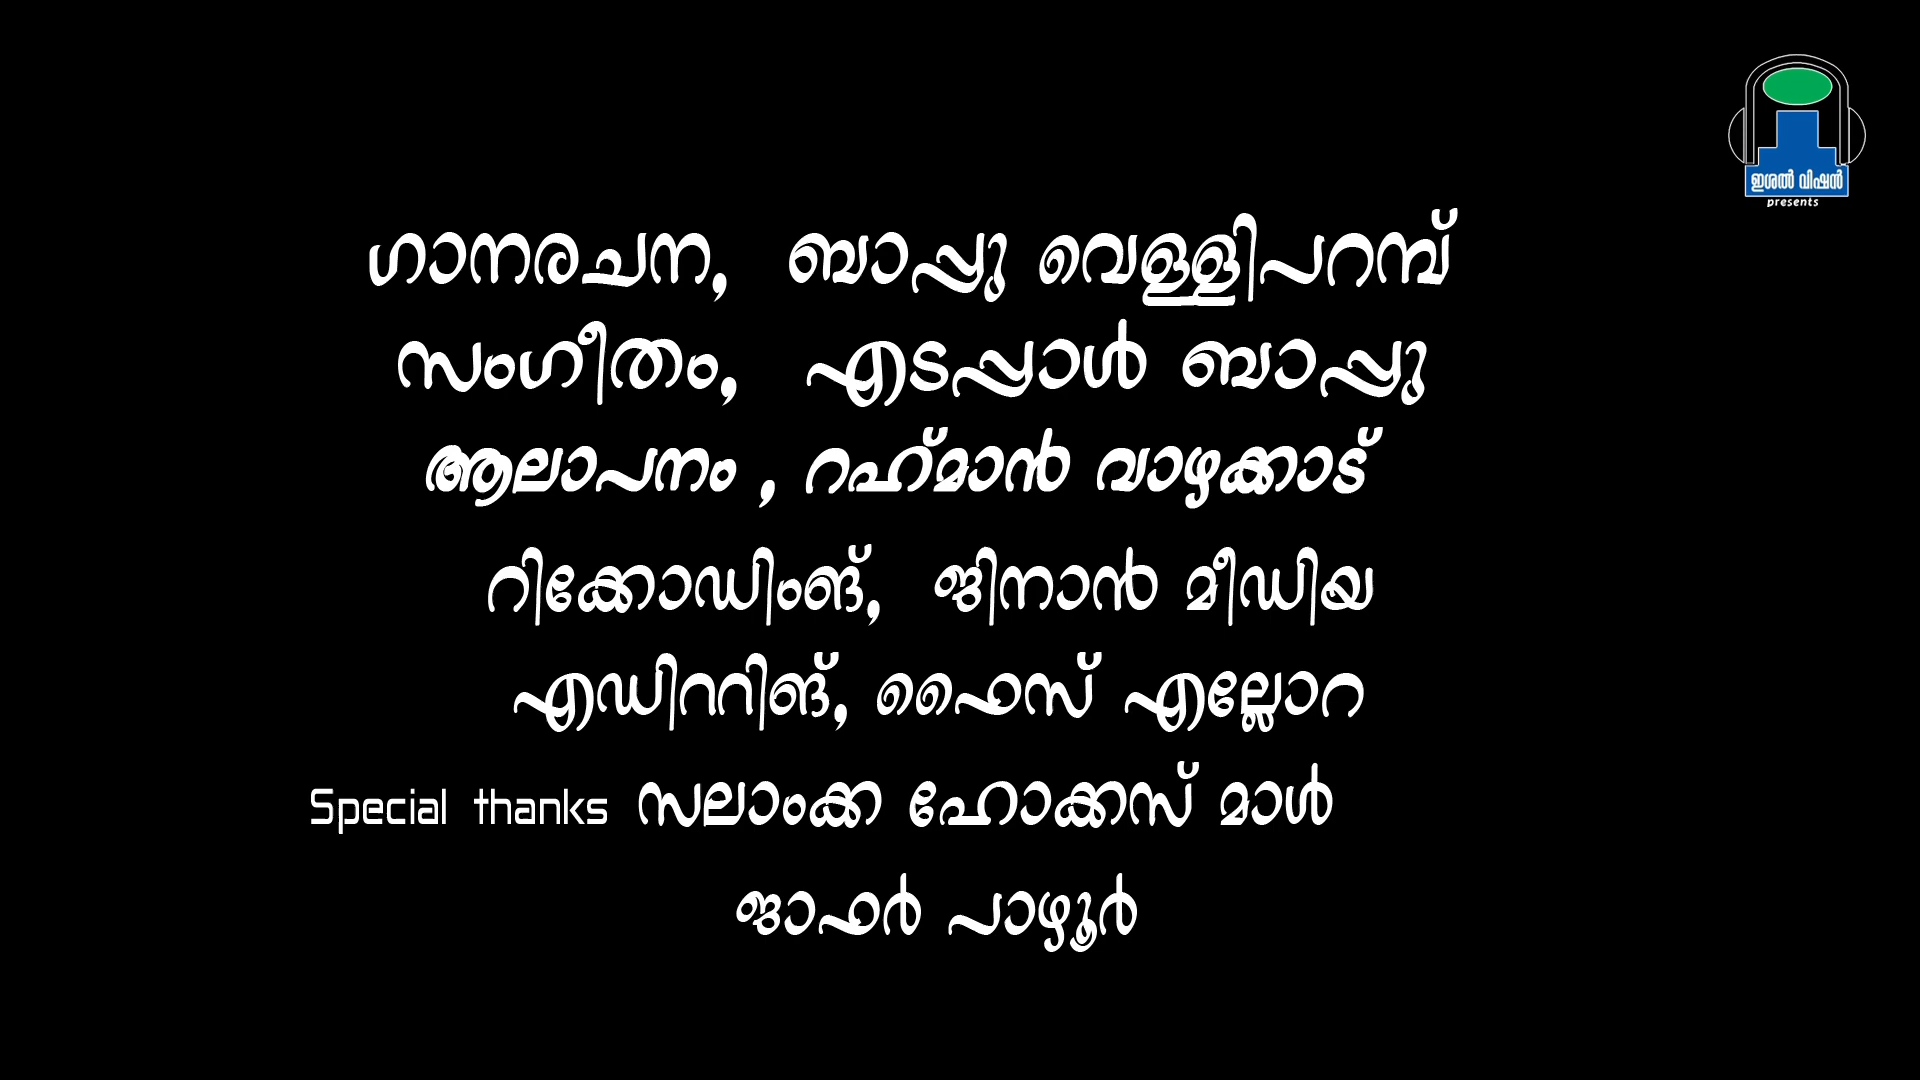 ഇശൽ വിഷൻ
presents
ഗാനരചന, ബാപ്പു വെള്ളിപറമ്പ്
സംഗീതം, എടപ്പാൾ ബാപ്പു
ആലാപനം , റഹ്മാൻ വാഴക്കാട്
റിക്കോഡിംങ്, ജിനാൻ മീഡിയ
എഡിററിങ്, ഫൈസ് എല്ലോറ
Special thanks സലാംക്ക ഹോക്കസ് മാൾ
ജാഫർ പാഴൂർ